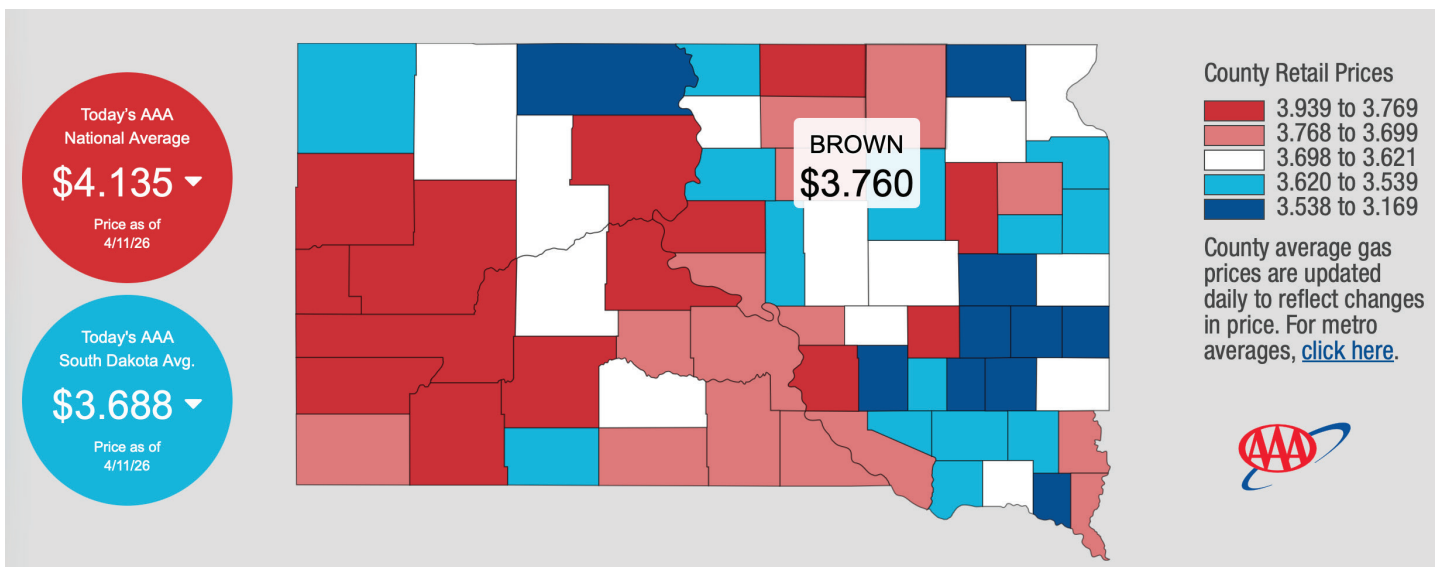 Today's AAA
National Average
$4.135
Price as of
4/11/26
Today's AAA
South Dakota Avg.
$3.688
Price as of
4/11/26
BROWN
$3.760
County Retail Prices
3.939 to 3.769
3.768 to 3.699
3.698 to 3.621
3.620 to 3.539
3.538 to 3.169
County average gas
prices are updated
daily to reflect changes
in price. For metro
averages, click here.
AAA